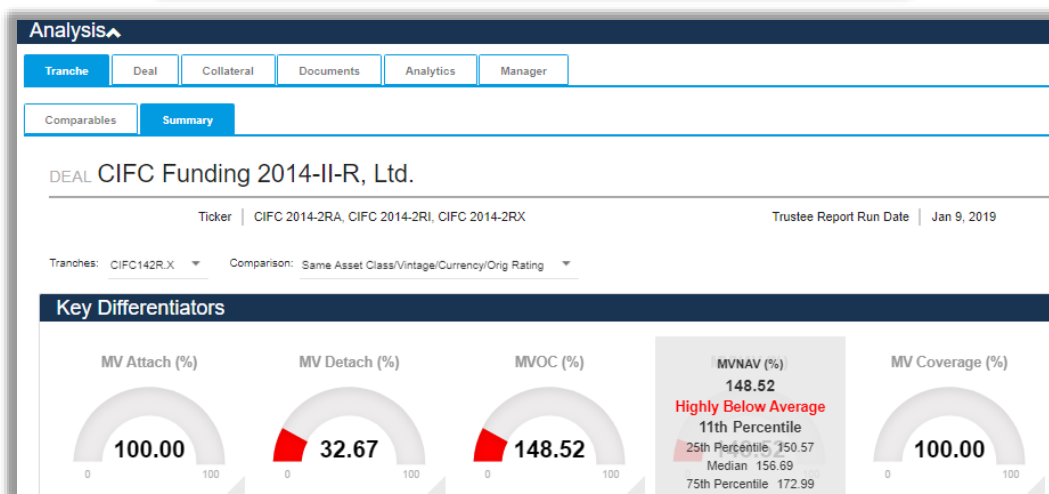 Analysis
Tranche Deal Collateral Documents Analytics Manager
Comparables Summary
DEAL CIFC Funding 2014-II-R, Ltd.
Ticker CIFC 2014-2RA, CIFC 2014-2RI, CIFC 2014-2RX Trustee Report Run Date Jan 9, 2019
Tranches: CIFC142R.X Comparison: Same Asset Class/Vintage/Currency/Orig Rating
Key Differentiators
MV Attach (%) MV Detach (%) MVOC (%) MVNAV (%) MV Coverage (%)
148.52
Highly Below Average
11th Percentile
100.00 32.67 148.52 25th Percentile 150.57 100.00
Median 156.69
0 100 0 100 0 100 0 100 0 100
75th Percentile 172.99